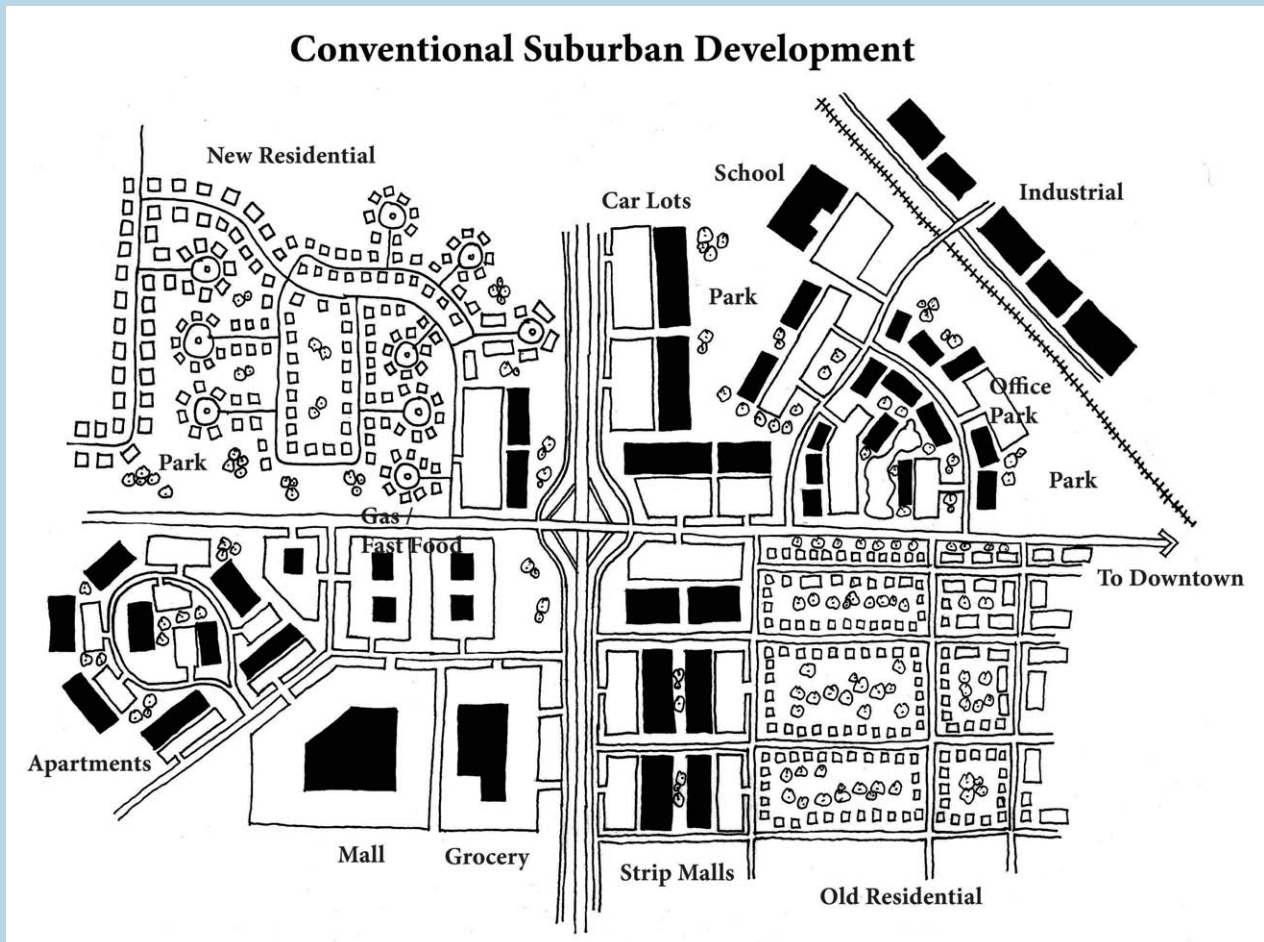 Conventional Suburban Development
New Residential
School
Car Lots
Industrial
Park
Office
Park
Park
Park
Gas /
Fast Food
To Downtown
Apartments
Mall
Grocery
Strip Malls
Old Residential